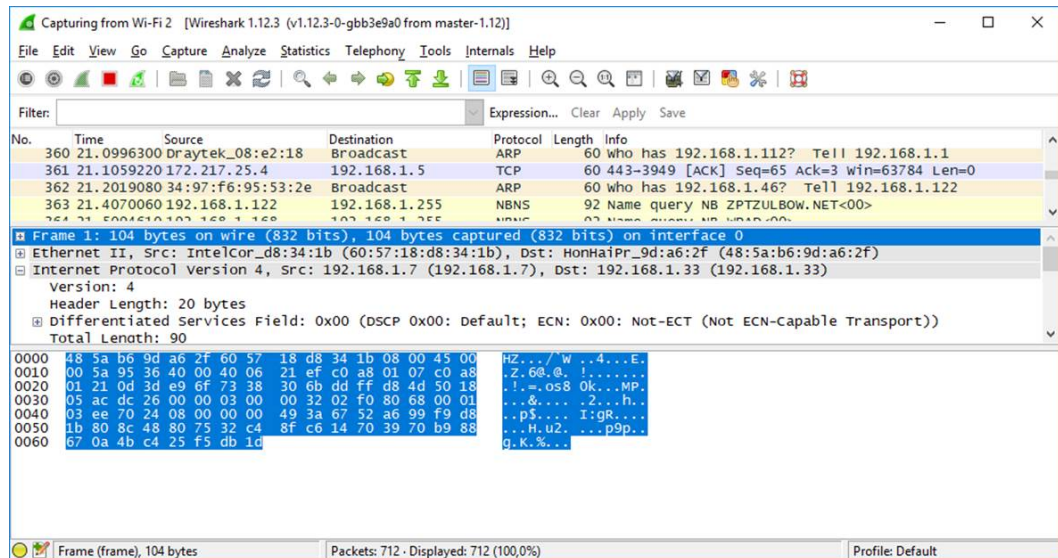 Capturing from Wi-Fi 2 [Wireshark 1.12.3 (v1.12.3-0-gbb3e9a0 from master-1.12)]
File Edit View Go Capture Analyze Statistics Telephony Tools Internals Help
Filter: Expression... Clear Apply Save
No. Time Source Destination Protocol Length Info
360 21.0996300 Draytek_08:e2:18 Broadcast ARP 60 Who has 192.168.1.112? Tell 192.168.1.1
361 21.1059220 172.217.25.4 192.168.1.5 TCP 60 443→3949 [ACK] Seq=65 Ack=3 Win=63784 Len=0
362 21.2019080 34:97:f6:95:53:2e Broadcast ARP 60 Who has 192.168.1.46? Tell 192.168.1.122
363 21.4070060 192.168.1.122 192.168.1.255 NBNS 92 Name query NB ZPTZULBOW.NET<00>
364 21.5094610 192.168.1.168 192.168.1.255 NBNS 92 Name query NB WPAD<00>
Frame 1: 104 bytes on wire (832 bits), 104 bytes captured (832 bits) on interface 0
Ethernet II, Src: IntelCor_d8:34:1b (60:57:18:d8:34:1b), Dst: HonHaiPr_9d:a6:2f (48:5a:b6:9d:a6:2f)
Internet Protocol Version 4, Src: 192.168.1.7 (192.168.1.7), Dst: 192.168.1.33 (192.168.1.33)
Version: 4
Header Length: 20 bytes
Differentiated Services Field: 0x00 (DSCP 0x00: Default; ECN: 0x00: Not-ECT (Not ECN-Capable Transport))
Total Length: 90
0000 48 5a b6 9d a6 2f 60 57 18 d8 34 1b 08 00 45 00 HZ.../`W ..4...E.
0010 00 5a 95 36 40 00 40 06 21 ef c0 a8 01 07 c0 a8 .Z.6@.@. !.......
0020 01 21 0d 3d e9 6f 73 38 30 6b dd ff d8 4d 50 18 .!.=.os8 0k...MP.
0030 05 ac dc 26 00 00 03 00 00 32 02 f0 80 68 00 01 ...&.... .2...h..
0040 03 ee 70 24 08 00 00 00 49 3a 67 52 a6 99 f9 d8 ..p$.... I:gR....
0050 1b 80 8c 48 80 75 32 c4 8f c6 14 70 39 70 b9 88 ...H.u2. ...p9p..
0060 67 0a 4b c4 25 f5 db 1d g.K.%...
Frame (frame), 104 bytes Packets: 712 · Displayed: 712 (100,0%) Profile: Default